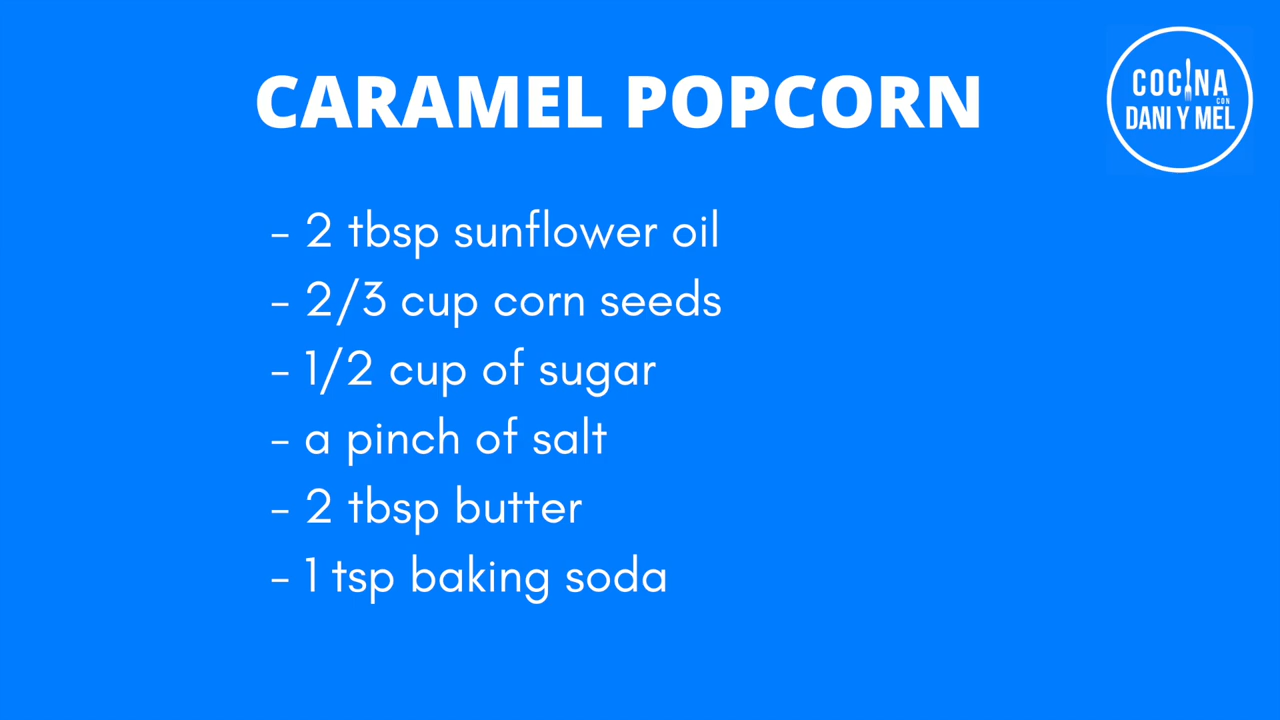 CARAMEL POPCORN
COCINA
CON
DANI Y MEL
- 2 tbsp sunflower oil
- 2/3 cup corn seeds
- 1/2 cup of sugar
- a pinch of salt
- 2 tbsp butter
- 1 tsp baking soda